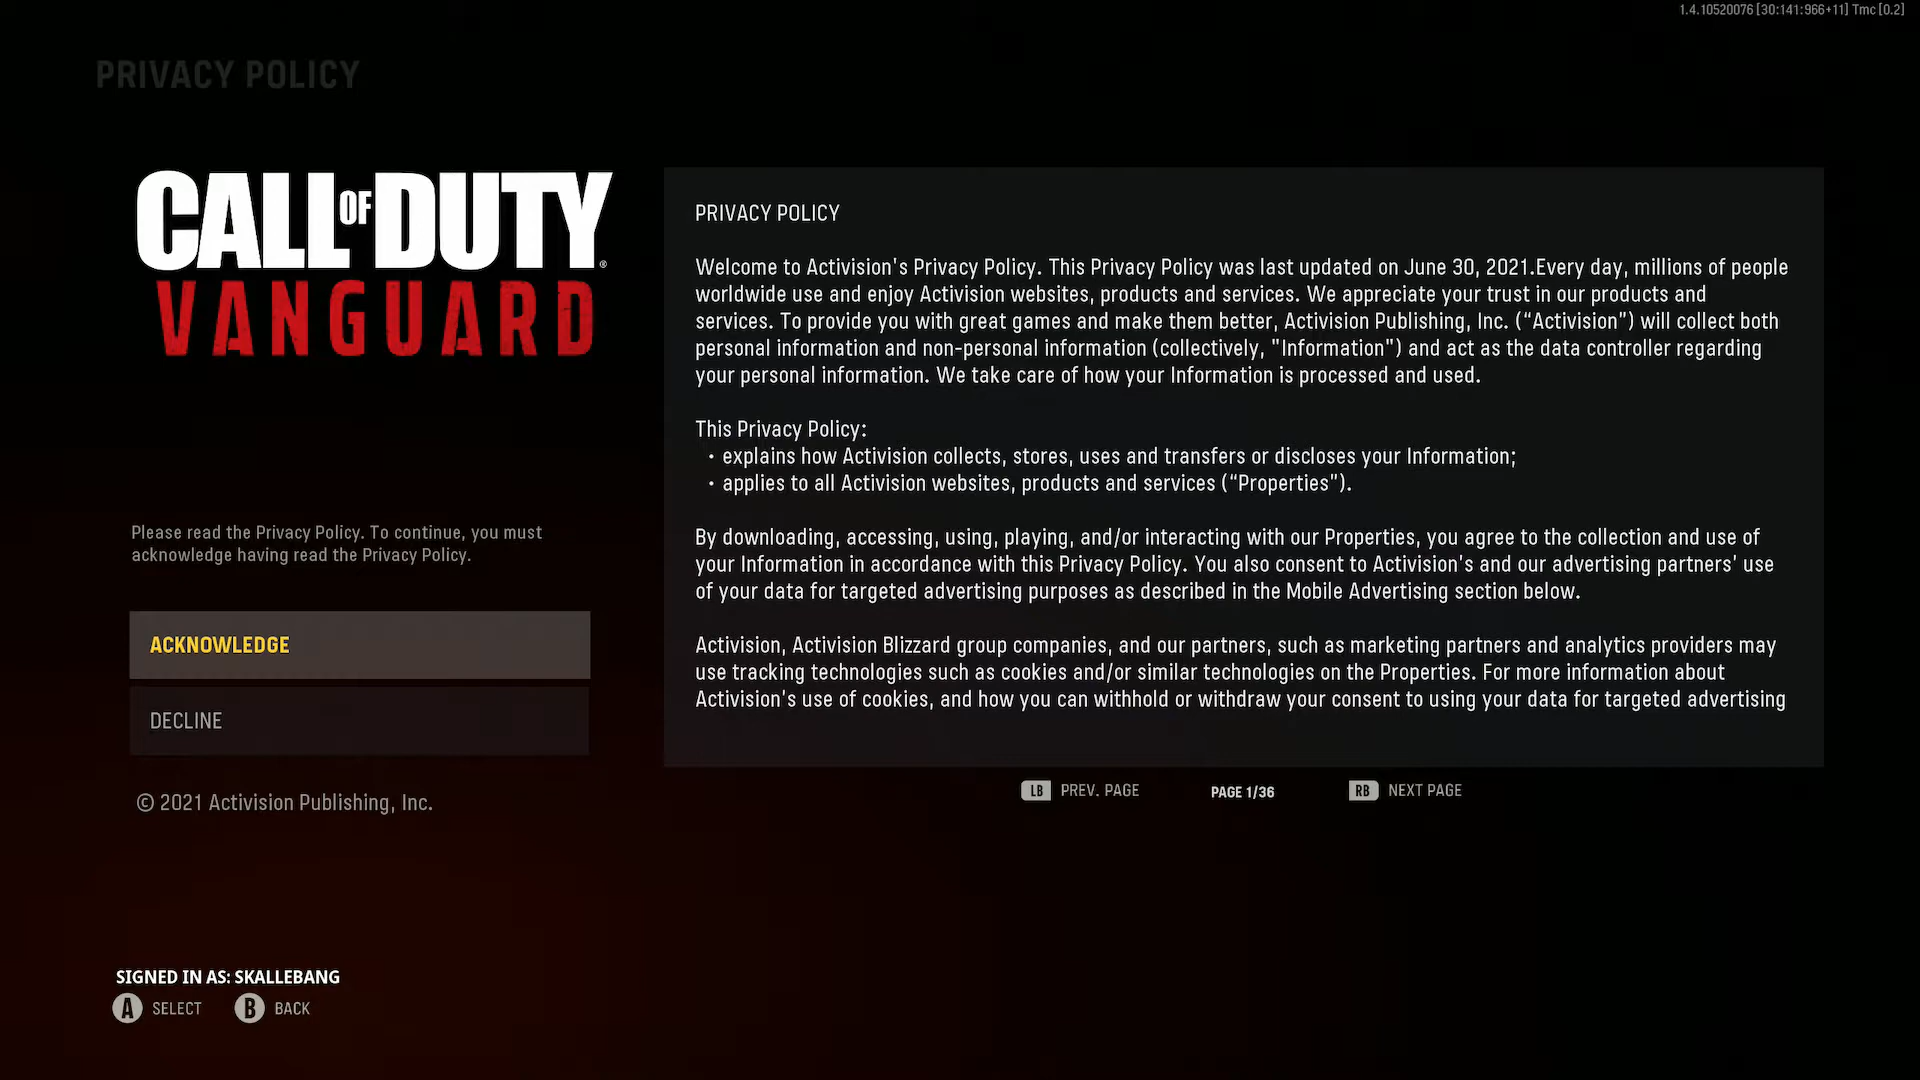 1.4.10520076 [30:141:966+11] Tmc [0.2]
PRIVACY POLICY
CALL OF DUTY®
VANGUARD
Please read the Privacy Policy. To continue, you must
acknowledge having read the Privacy Policy.
ACKNOWLEDGE
DECLINE
© 2021 Activision Publishing, Inc.
PRIVACY POLICY
Welcome to Activision's Privacy Policy. This Privacy Policy was last updated on June 30, 2021.Every day, millions of people
worldwide use and enjoy Activision websites, products and services. We appreciate your trust in our products and
services. To provide you with great games and make them better, Activision Publishing, Inc. (“Activision”) will collect both
personal information and non-personal information (collectively, "Information") and act as the data controller regarding
your personal information. We take care of how your Information is processed and used.
This Privacy Policy:
• explains how Activision collects, stores, uses and transfers or discloses your Information;
• applies to all Activision websites, products and services (“Properties”).
By downloading, accessing, using, playing, and/or interacting with our Properties, you agree to the collection and use of
your Information in accordance with this Privacy Policy. You also consent to Activision’s and our advertising partners’ use
of your data for targeted advertising purposes as described in the Mobile Advertising section below.
Activision, Activision Blizzard group companies, and our partners, such as marketing partners and analytics providers may
use tracking technologies such as cookies and/or similar technologies on the Properties. For more information about
Activision’s use of cookies, and how you can withhold or withdraw your consent to using your data for targeted advertising
LB PREV. PAGE PAGE 1/36 RB NEXT PAGE
SIGNED IN AS: SKALLEBANG
A SELECT B BACK